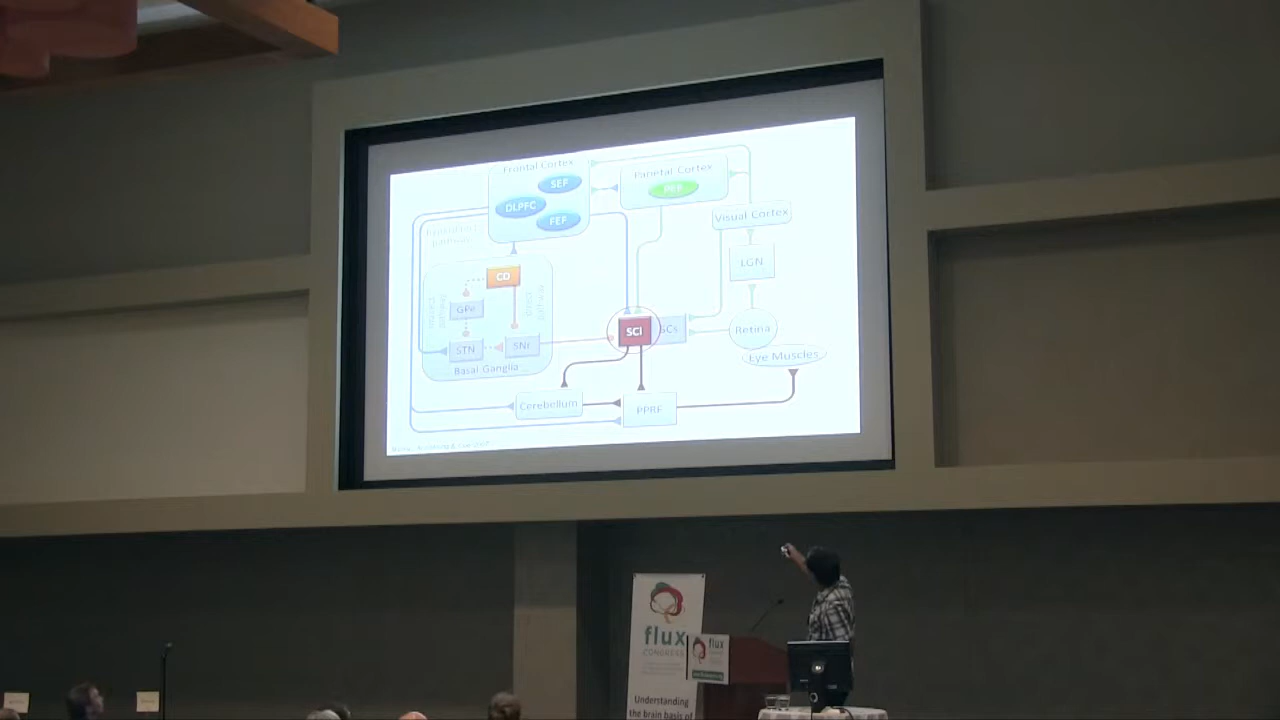 Frontal Cortex
SEF
DLPFC
FEF
Parietal Cortex
Visual Cortex
LGN
CD
GPe
STN
SNr
Basal Ganglia
SCi
SCs
Retina
Eye Muscles
Cerebellum
PPRF
flux
CONGRESS
flux
Understanding
the brain basis of